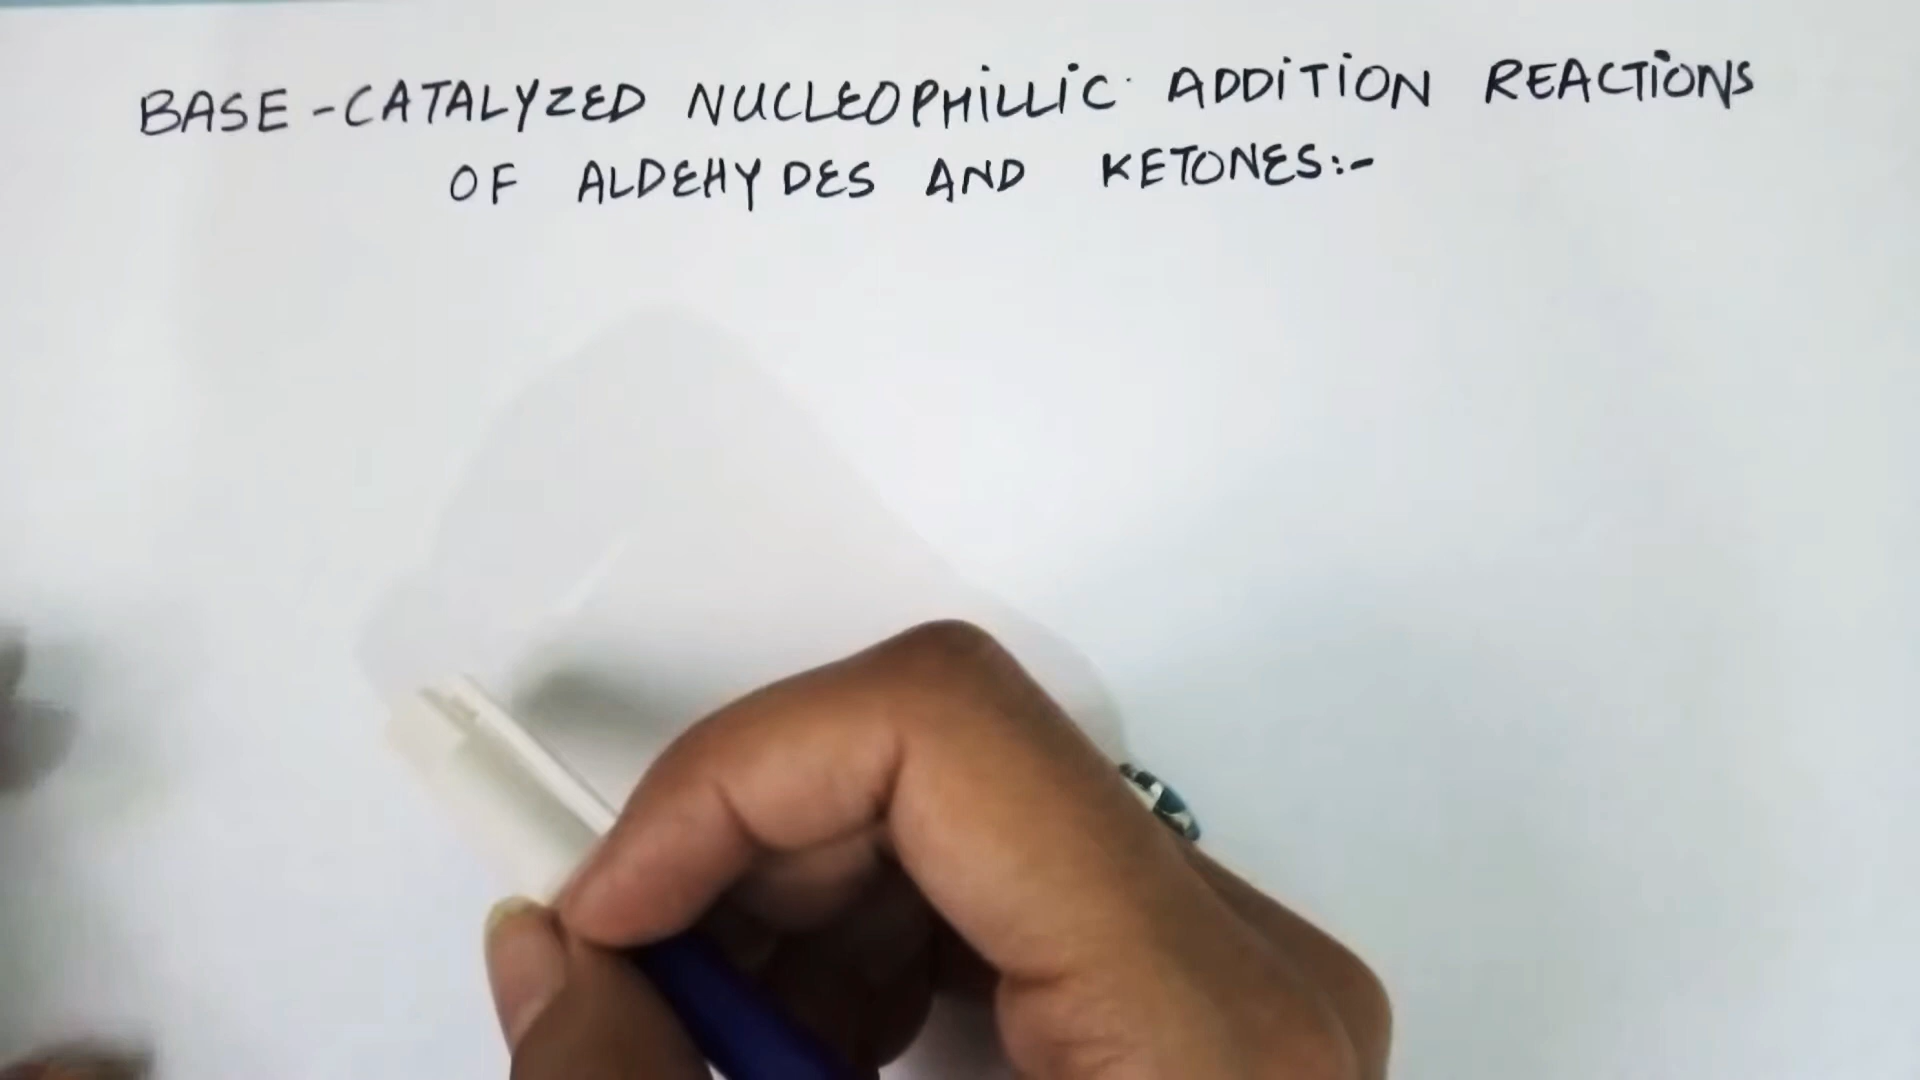 BASE-CATALYZED NUCLEOPHILLIC ADDITION REACTIONS
OF ALDEHYDES AND KETONES:-